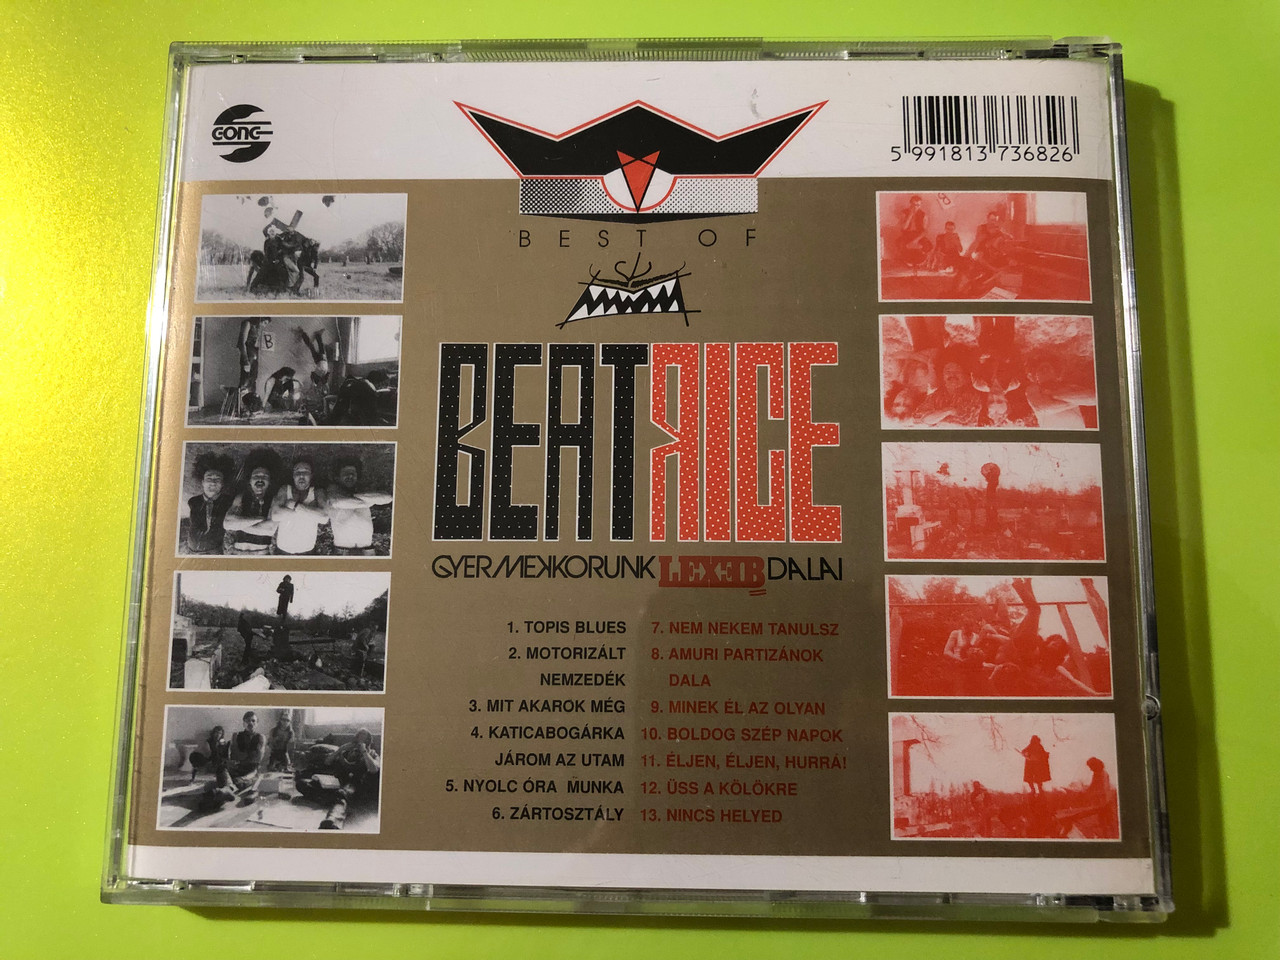 GONG
5 991813 736826
BEST OF
BEATRICE
GYERMEKKORUNK LEXEBB DALAI
1. TOPIS BLUES
2. MOTORIZÁLT
NEMZEDÉK
3. MIT AKAROK MÉG
4. KATICABOGÁRKA
JÁROM AZ UTAM
5. NYOLC ÓRA MUNKA
6. ZÁRTOSZTÁLY
7. NEM NEKEM TANULSZ
8. AMURI PARTIZÁNOK
DALA
9. MINEK ÉL AZ OLYAN
10. BOLDOG SZÉP NAPOK
11. ÉLJEN, ÉLJEN, HURRÁ!
12. ÜSS A KÖLÖKRE
13. NINCS HELYED